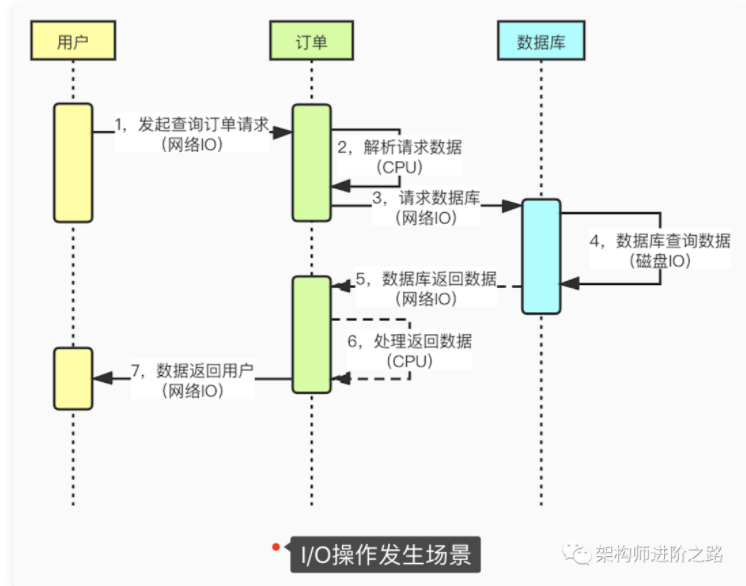 用户
订单
数据库
1，发起查询订单请求
（网络IO）
2，解析请求数据
（CPU）
3，请求数据库
（网络IO）
4，数据库查询数据
（磁盘IO）
5，数据库返回数据
（网络IO）
6，处理返回数据
（CPU）
7，数据返回用户
（网络IO）
I/O操作发生场景
架构师进阶之路